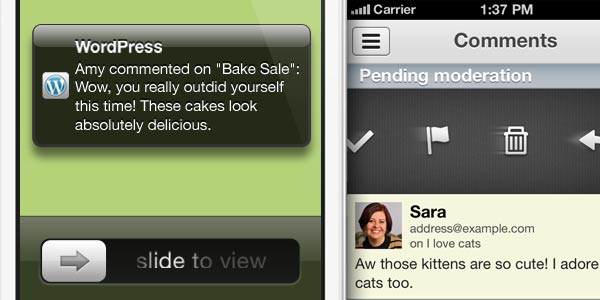 WordPress
Amy commented on "Bake Sale":
Wow, you really outdid yourself
this time! These cakes look
absolutely delicious.
slide to view
Carrier
1:37 PM
Comments
Pending moderation
Sara
address@example.com
on I love cats
Aw those kittens are so cute! I adore
cats too.